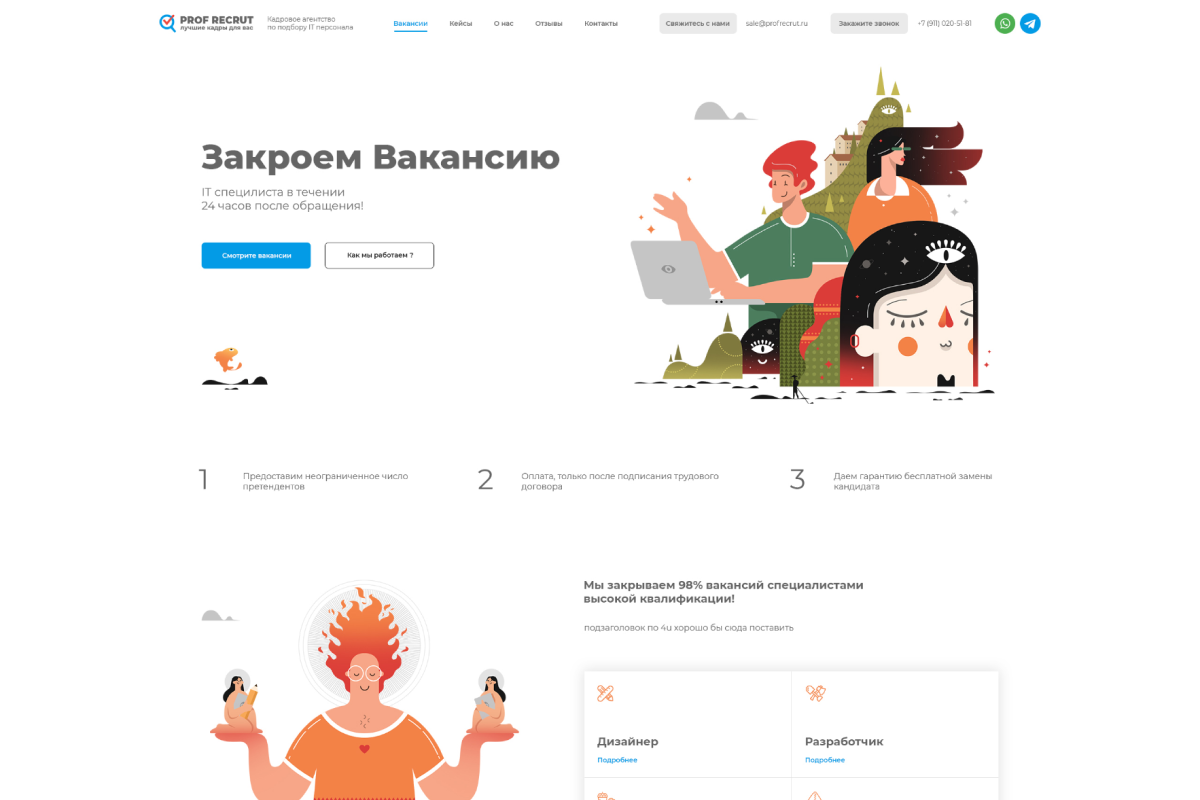 PROF RECRUT
лучшие кадры для вас
Кадровое агентство
по подбору IT персонала
Вакансии
Кейсы
О нас
Отзывы
Контакты
Свяжитесь с нами
sale@profrecrut.ru
Закажите звонок
+7 (911) 020-51-81
Закроем Вакансию
IT специлиста в течении
24 часов после обращения!
Смотрите вакансии
Как мы работаем ?
1
Предоставим неограниченное число
претендентов
2
Оплата, только после подписания трудового
договора
3
Даем гарантию бесплатной замены
кандидата
Мы закрываем 98% вакансий специалистами
высокой квалификации!
подзаголовок по 4u хорошо бы сюда поставить
Дизайнер
Подробнее
Разработчик
Подробнее